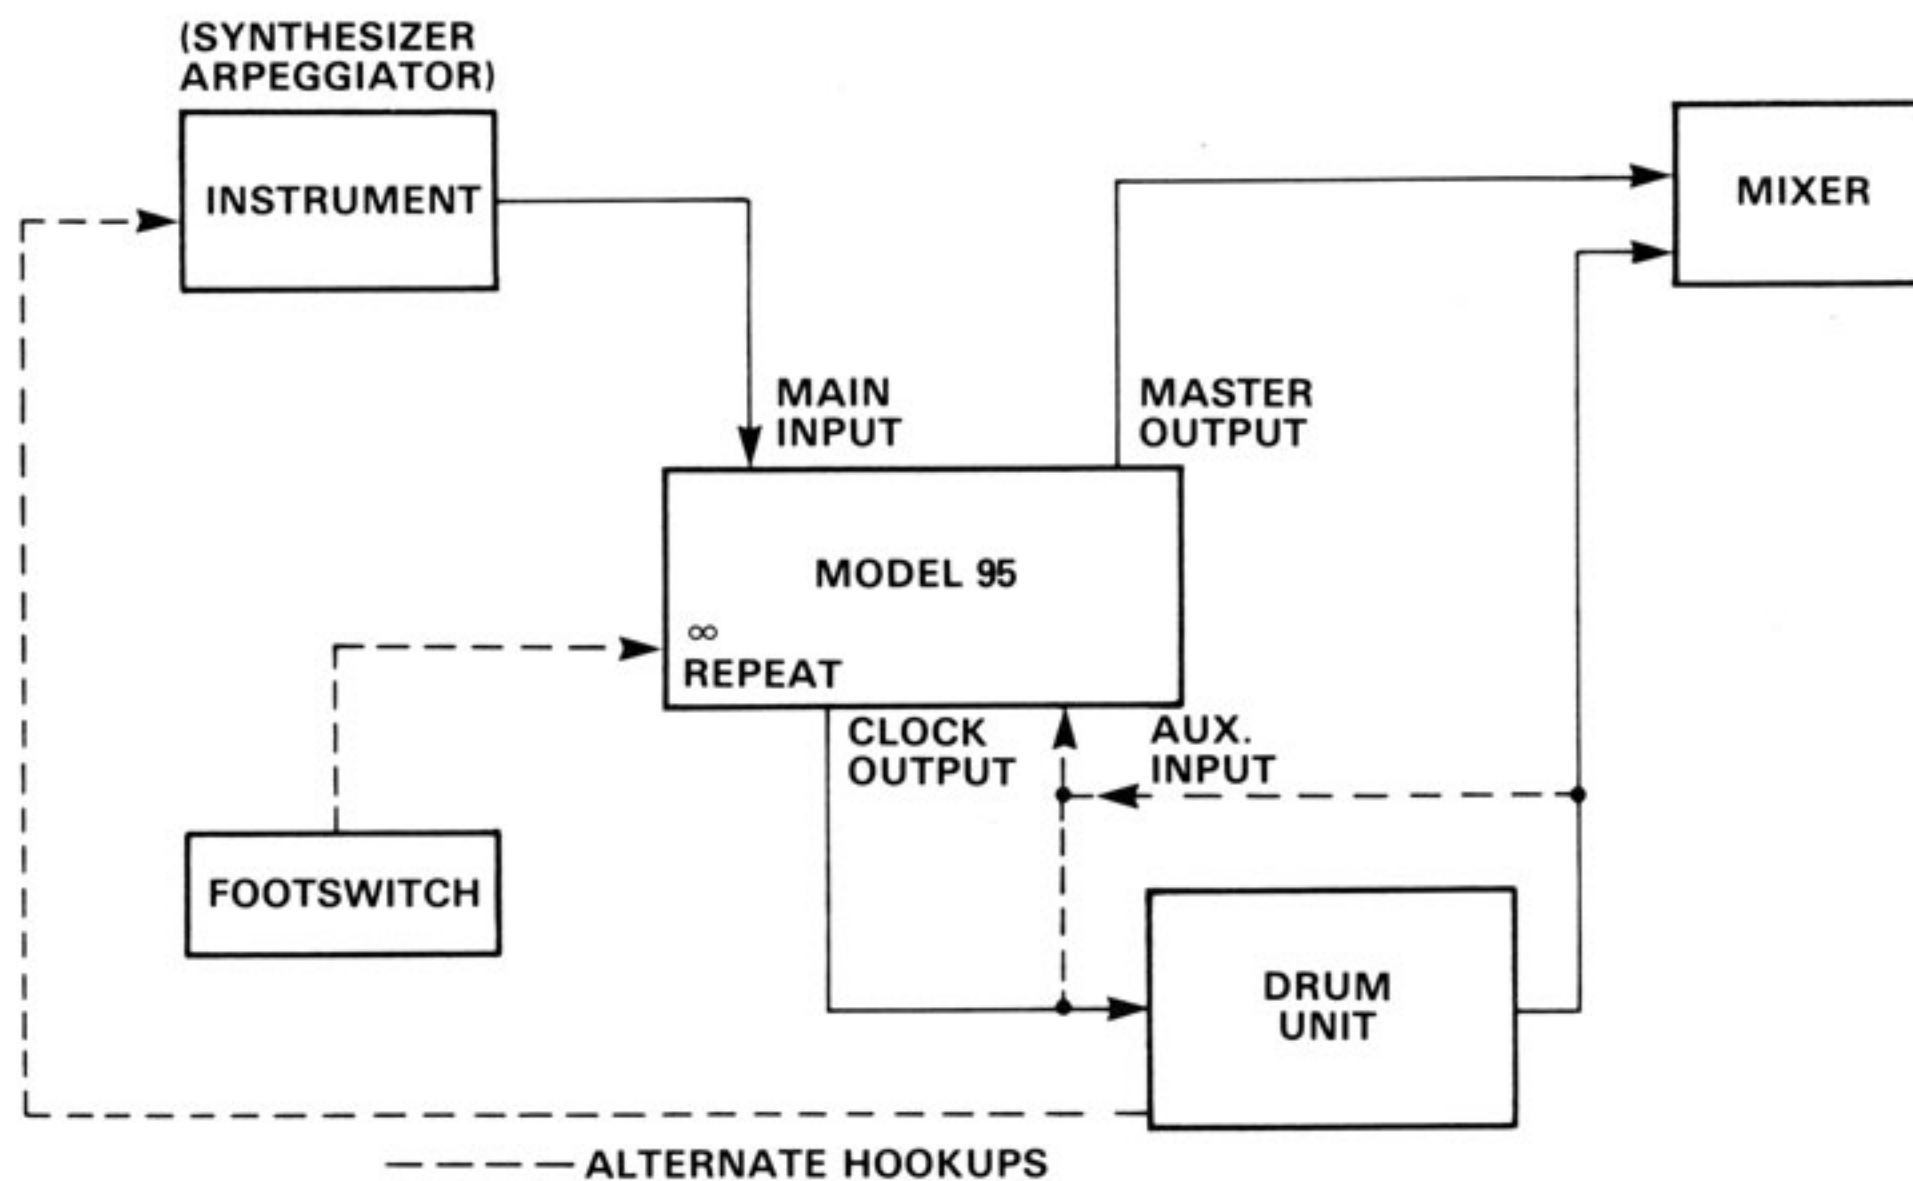 (SYNTHESIZER
ARPEGGIATOR)
INSTRUMENT
MIXER
MAIN
INPUT
MASTER
OUTPUT
MODEL 95
∞
REPEAT
CLOCK
OUTPUT
AUX.
INPUT
FOOTSWITCH
DRUM
UNIT
ALTERNATE HOOKUPS